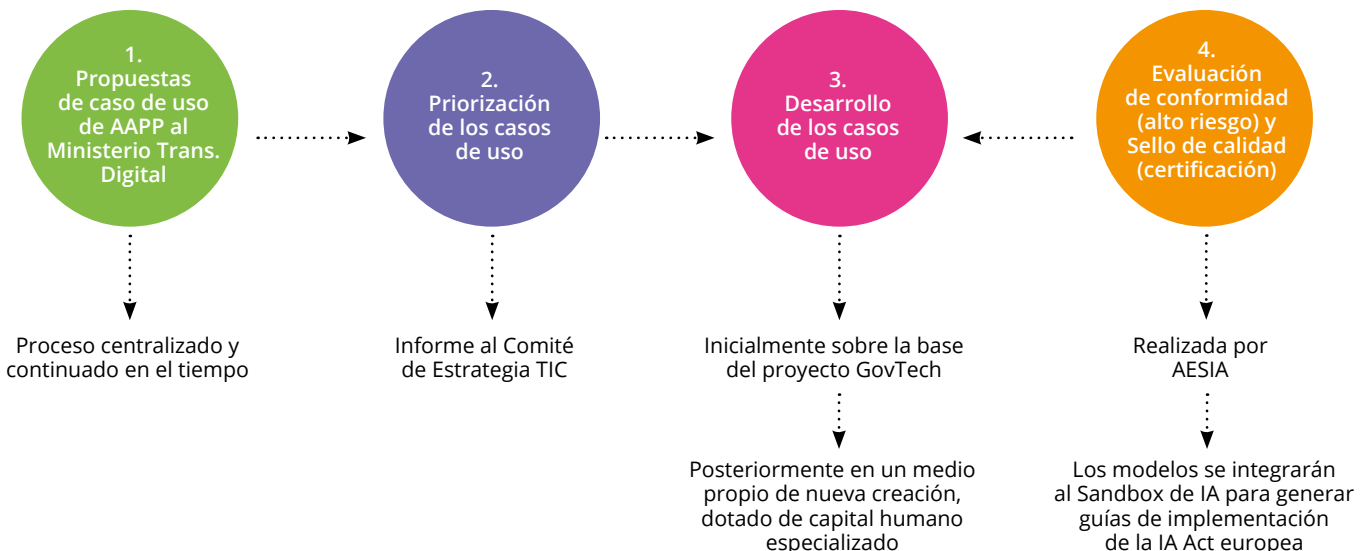 1.
Propuestas
de caso de uso
de AAPP al
Ministerio Trans.
Digital
2.
Priorización
de los casos
de uso
3.
Desarrollo
de los casos
de uso
4.
Evaluación
de conformidad
(alto riesgo) y
Sello de calidad
(certificación)
Proceso centralizado y
continuado en el tiempo
Informe al Comité
de Estrategia TIC
Inicialmente sobre la base
del proyecto GovTech
Realizada por
AESIA
Posteriormente en un medio
propio de nueva creación,
dotado de capital humano
especializado
Los modelos se integrarán
al Sandbox de IA para generar
guías de implementación
de la IA Act europea